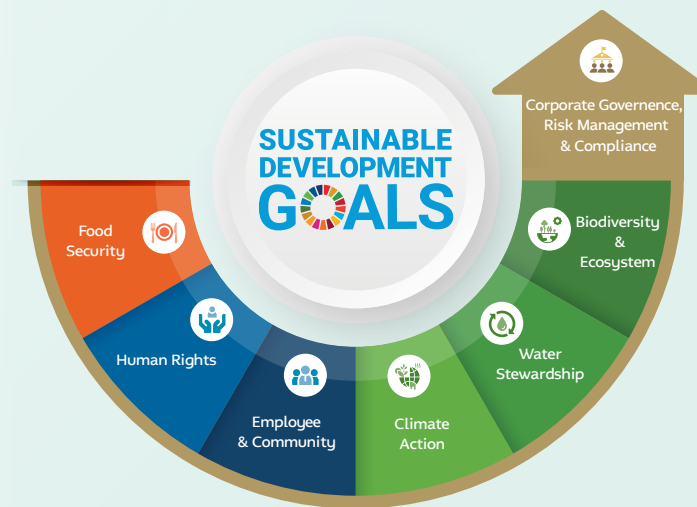 SUSTAINABLE
DEVELOPMENT
GOALS
Food
Security
Human Rights
Employee
& Community
Climate
Action
Water
Stewardship
Biodiversity
&
Ecosystem
Corporate Governence,
Risk Management
& Compliance